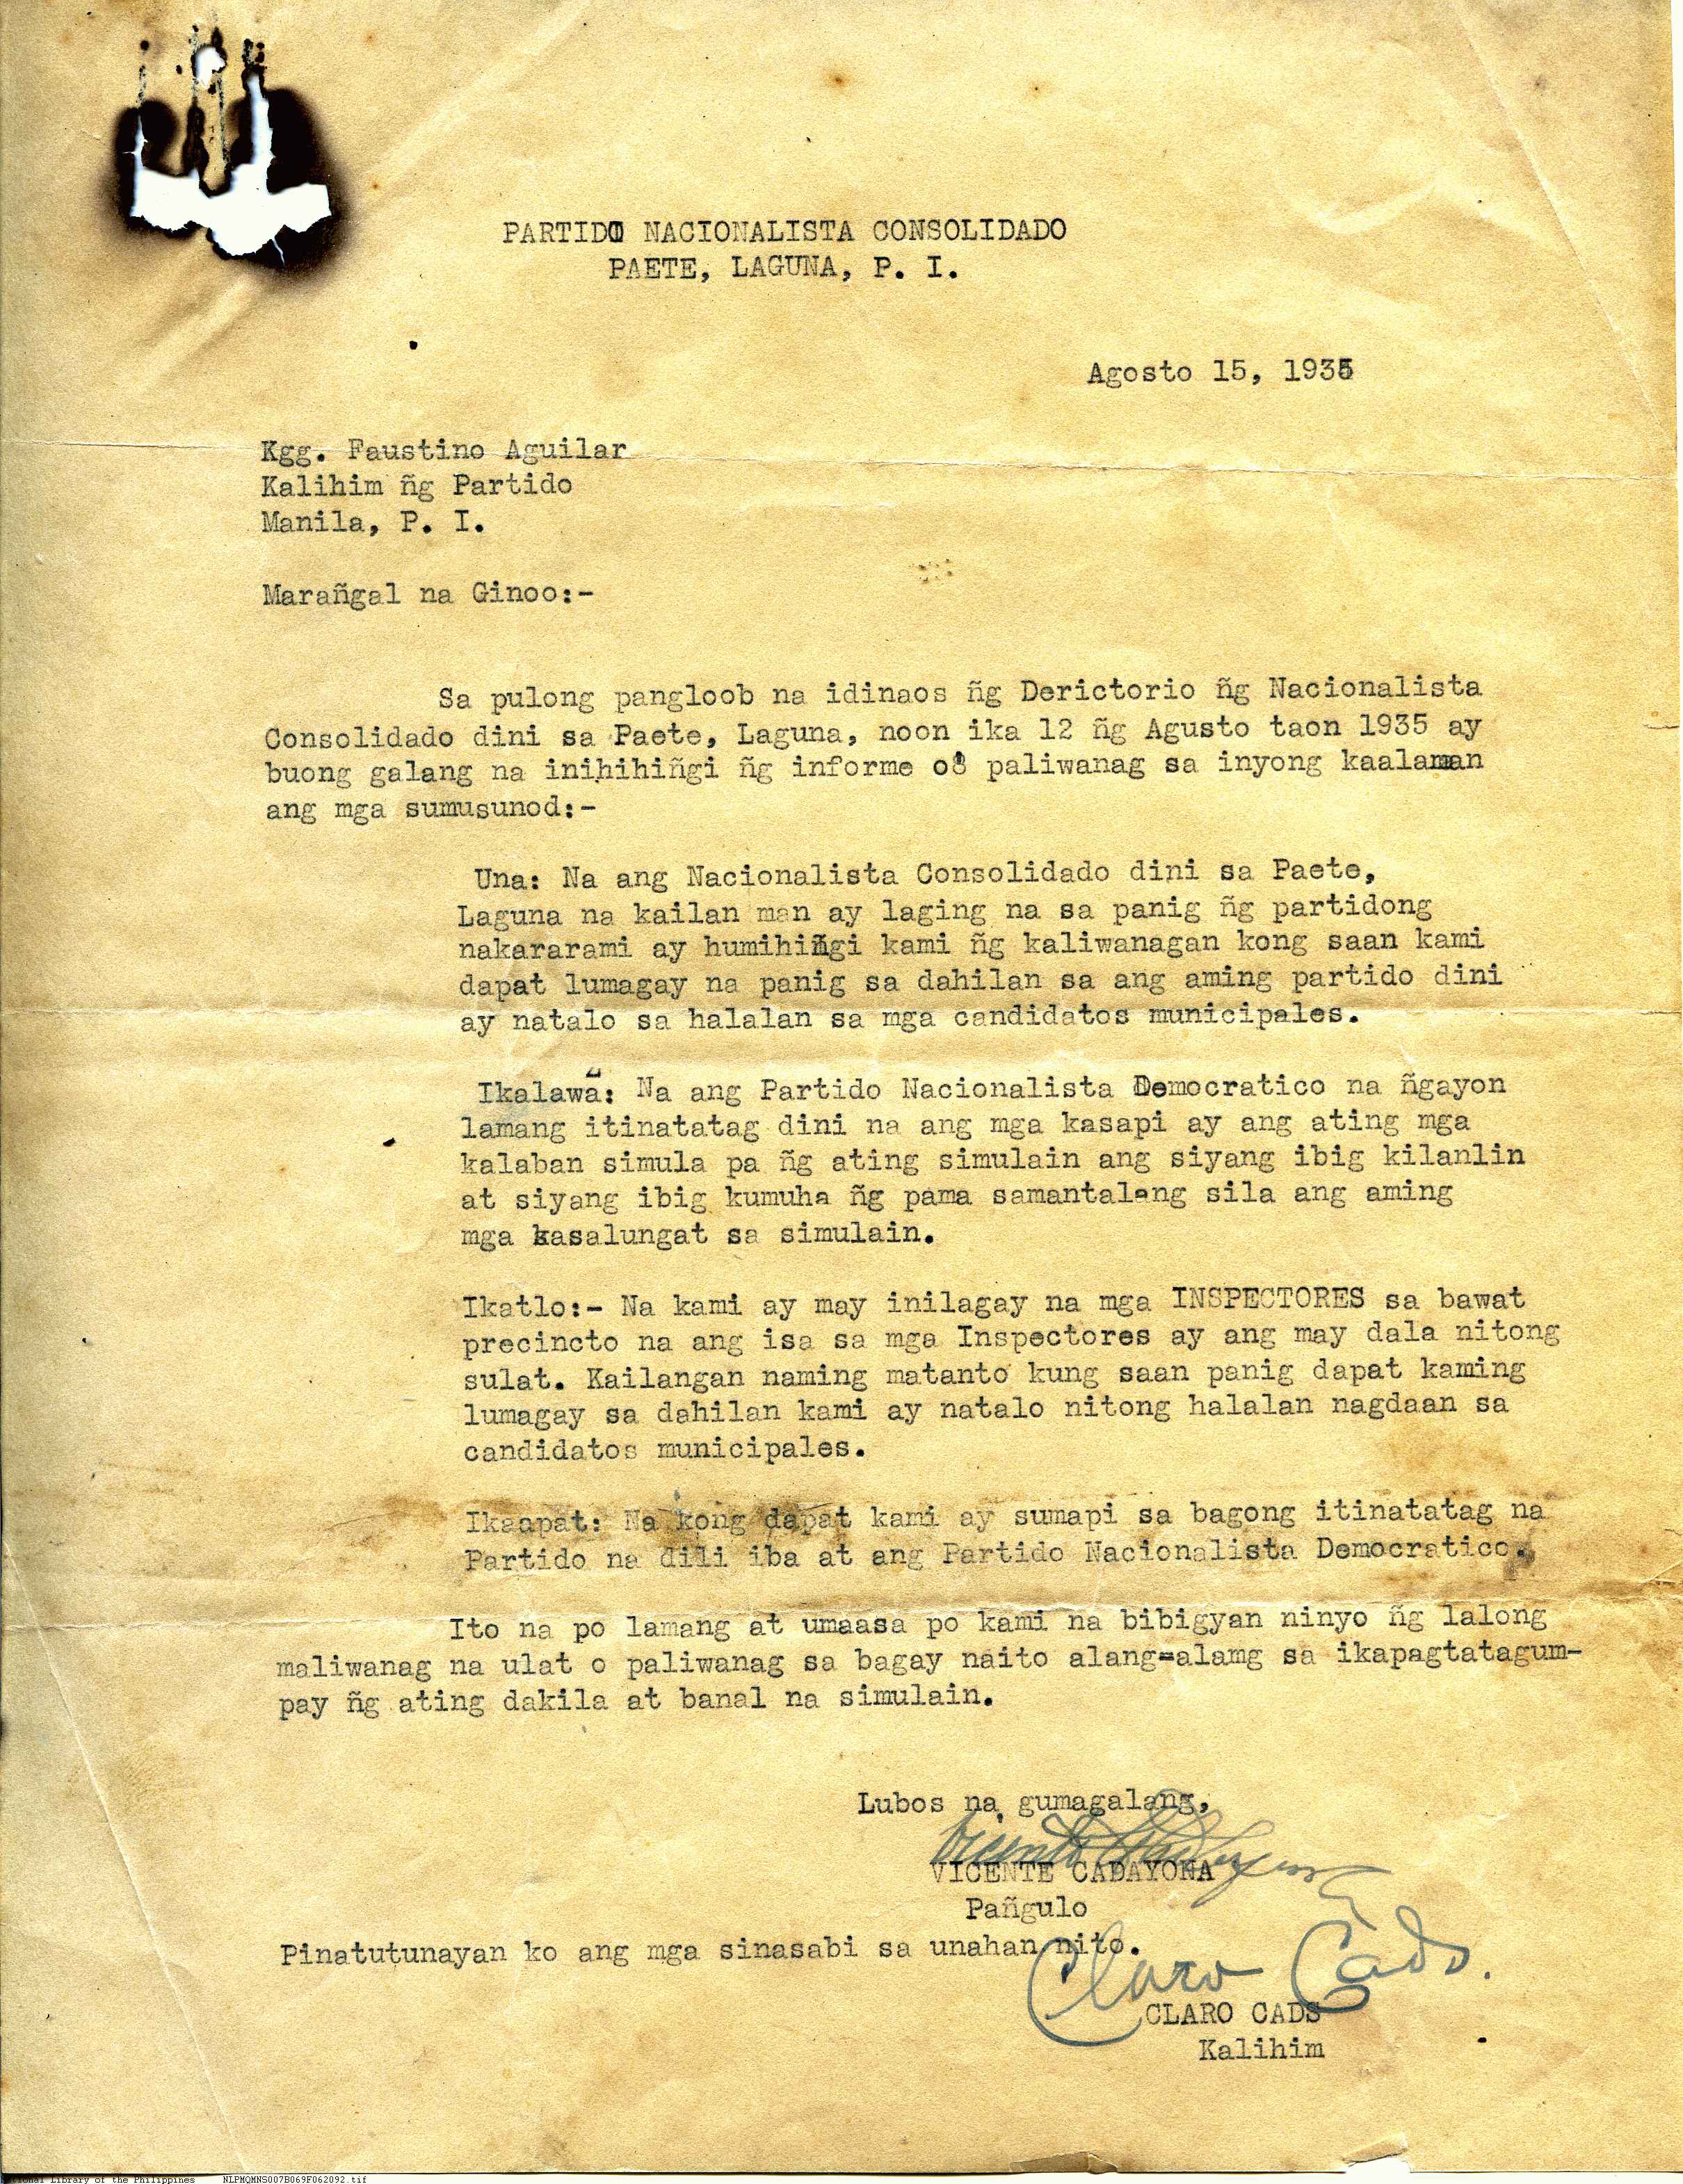 PARTIDO NACIONALISTA CONSOLIDADO
PAETE, LAGUNA, P. I.
Agosto 15, 1935
Kgg. Faustino Aguilar
Kalihim ñg Partido
Manila, P. I.
Marañgal na Ginoo:-
Sa pulong pangloob na idinaos ñg Derictorio ñg Nacionalista
Consolidado dini sa Paete, Laguna, noon ika 12 ñg Agusto taon 1935 ay
buong galang na inihihiñgi ñg informe o paliwanag sa inyong kaalaman
ang mga sumusunod:-
Una: Na ang Nacionalista Consolidado dini sa Paete,
Laguna na kailan man ay laging na sa panig ñg partidong
nakararami ay humihiñgi kami ñg kaliwanagan kong saan kami
dapat lumagay na panig sa dahilan sa ang aming partido dini
ay natalo sa halalan sa mga candidatos municipales.
Ikalawa: Na ang Partido Nacionalista Democratico na ñgayon
lamang itinatatag dini na ang mga kasapi ay ang ating mga
kalaban simula pa ñg ating simulain ang siyang ibig kilanlin
at siyang ibig kumuha ñg pama samantalang sila ang aming
mga kasalungat sa simulain.
Ikatlo:- Na kami ay may inilagay na mga INSPECTORES sa bawat
precincto na ang isa sa mga Inspectores ay ang may dala nitong
sulat. Kailangan naming matanto kung saan panig dapat kaming
lumagay sa dahilan kami ay natalo nitong halalan nagdaan sa
candidatos municipales.
Ikaapat: Na kong dapat kami ay sumapi sa bagong itinatatag na
Partido na dili iba at ang Partido Nacionalista Democratico.
Ito na po lamang at umaasa po kami na bibigyan ninyo ñg lalong
maliwanag na ulat o paliwanag sa bagay naito alang=alamg sa ikapagtatagum-
pay ñg ating dakila at banal na simulain.
Lubos na gumagalang,
VICENTE CADAYONA
Pañgulo
Pinatutunayan ko ang mga sinasabi sa unahan nito.
Claro Cads.
CLARO CADS
Kalihim
Library of the Philippines NLPMQMNS007B069F062092.tif